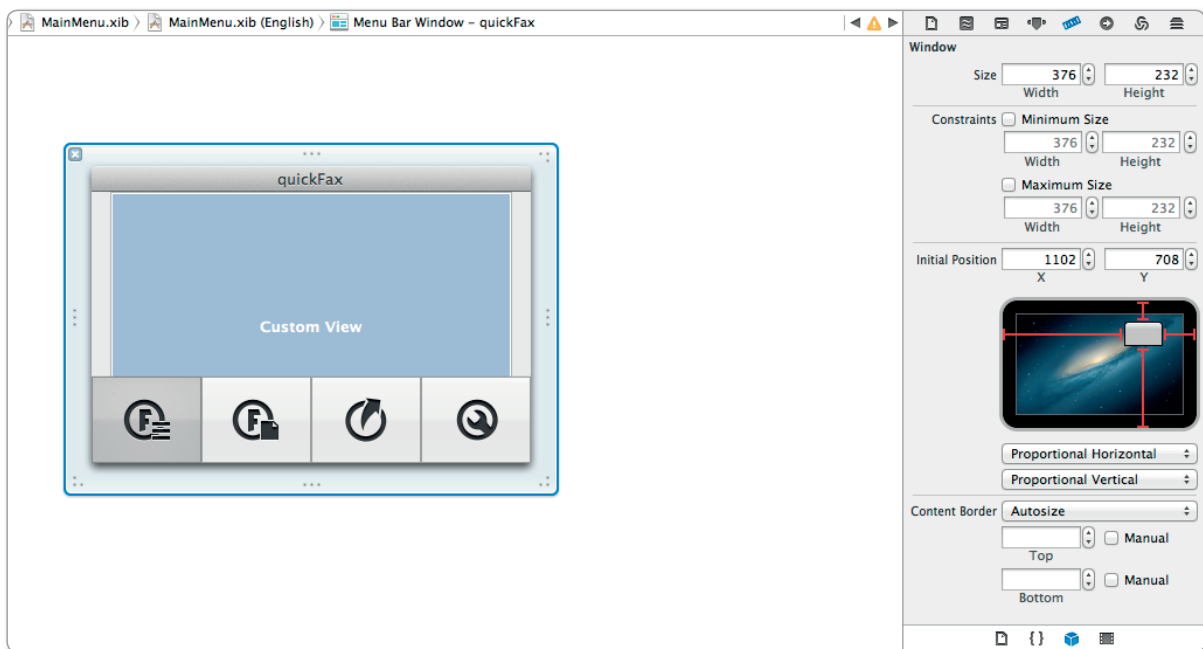 MainMenu.xib MainMenu.xib (English) Menu Bar Window – quickFax
Window
Size 376 232
Width Height
Constraints Minimum Size
376 232
Width Height
Maximum Size
376 232
Width Height
Initial Position 1102 708
X Y
Proportional Horizontal
Proportional Vertical
Content Border Autosize
Manual
Top
Manual
Bottom
quickFax
Custom View
F F